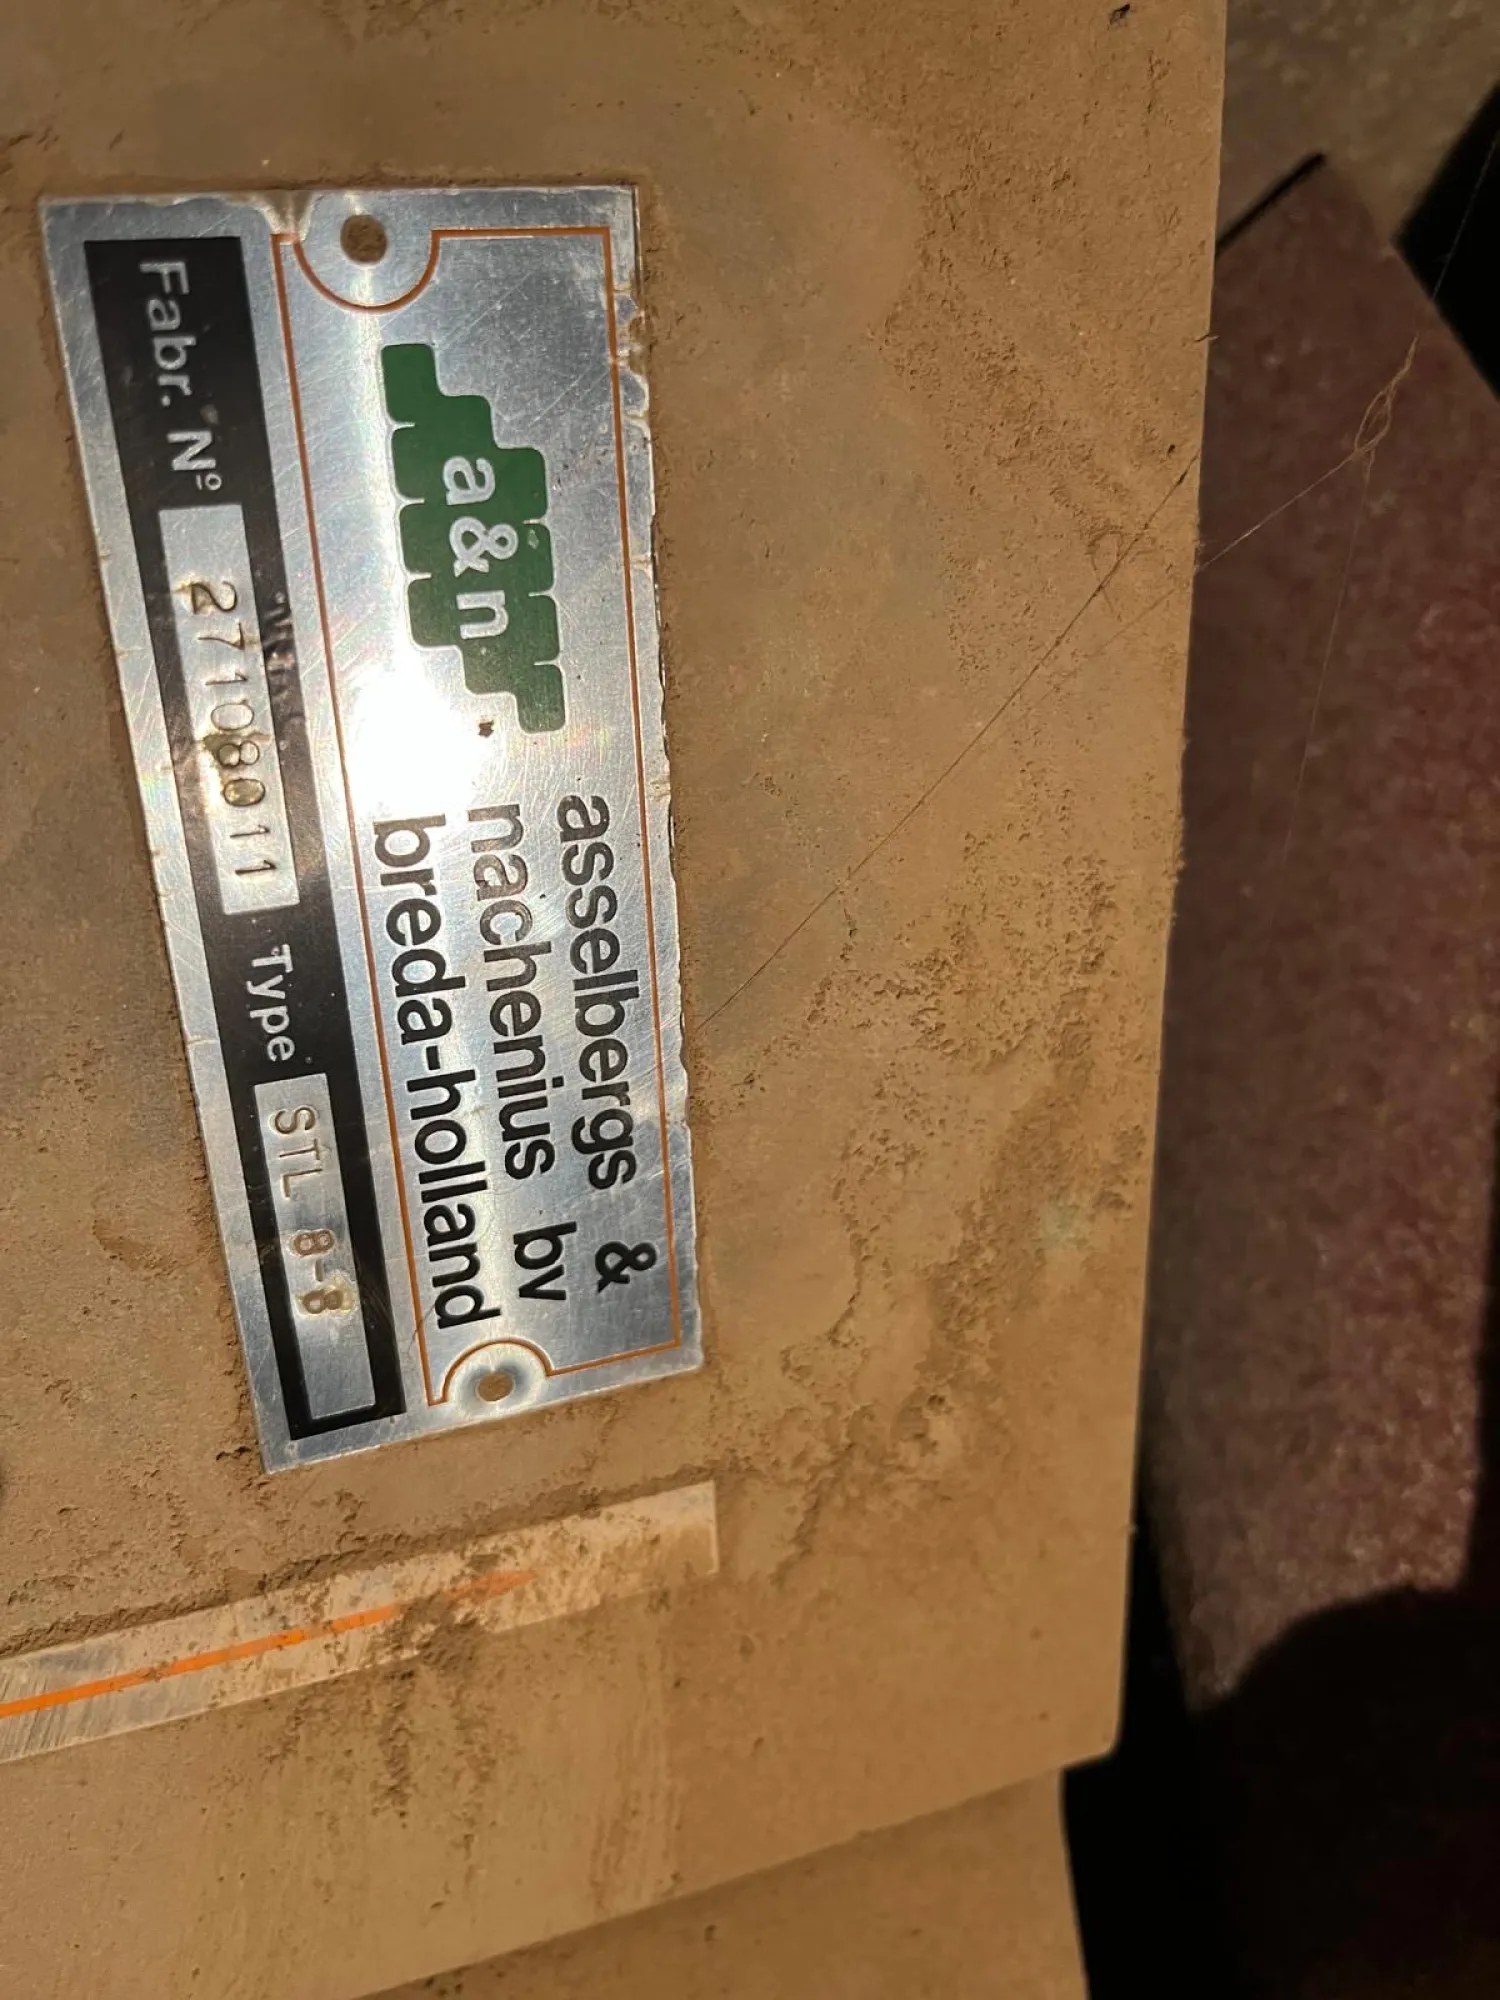 a&n
asselbergs &
nachenius bv
breda-holland
Fabr. Nº 27108011 Type STL 8-8